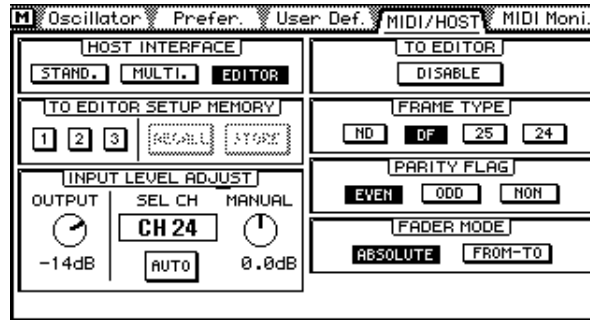 M Oscillator Prefer. User Def. MIDI/HOST MIDI Moni.
HOST INTERFACE
STAND. MULTI. EDITOR
TO EDITOR SETUP MEMORY
1 2 3 RECALL STORE
INPUT LEVEL ADJUST
OUTPUT SEL CH MANUAL
CH 24
-14dB AUTO 0.0dB
TO EDITOR
DISABLE
FRAME TYPE
ND DF 25 24
PARITY FLAG
EVEN ODD NON
FADER MODE
ABSOLUTE FROM-TO